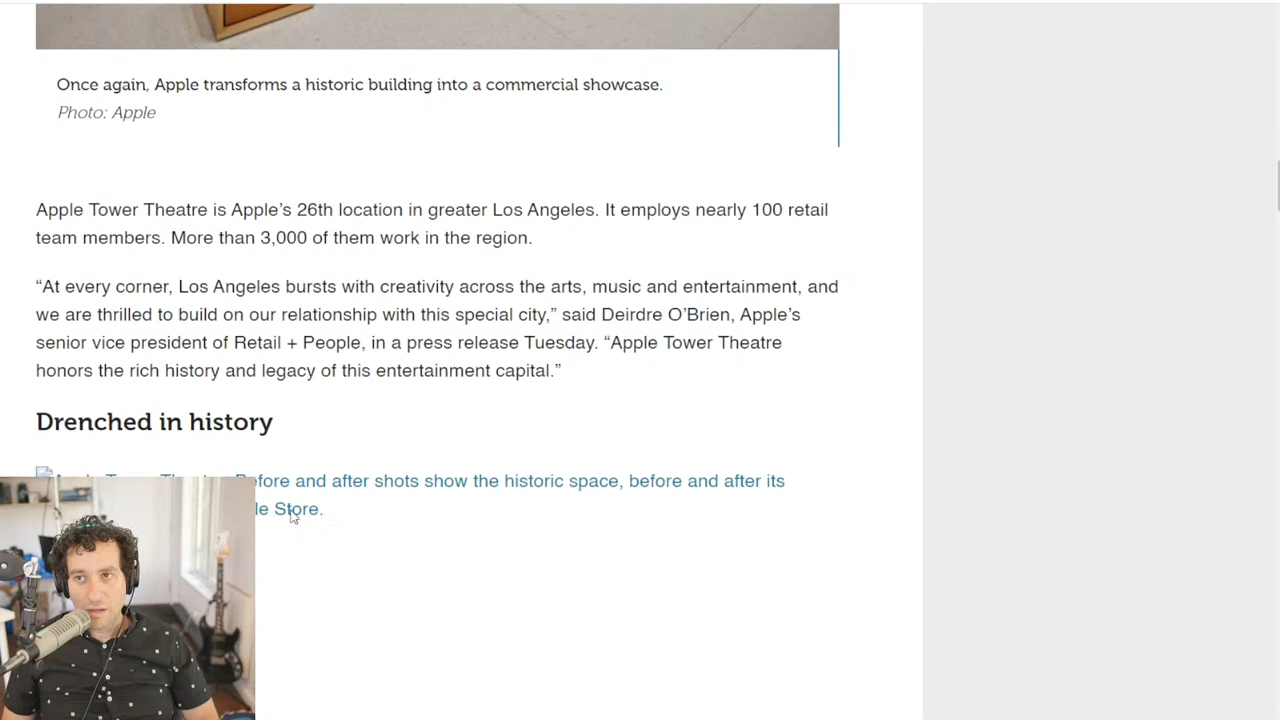 Once again, Apple transforms a historic building into a commercial showcase.
Photo: Apple
Apple Tower Theatre is Apple’s 26th location in greater Los Angeles. It employs nearly 100 retail
team members. More than 3,000 of them work in the region.
“At every corner, Los Angeles bursts with creativity across the arts, music and entertainment, and
we are thrilled to build on our relationship with this special city,” said Deirdre O’Brien, Apple’s
senior vice president of Retail + People, in a press release Tuesday. “Apple Tower Theatre
honors the rich history and legacy of this entertainment capital.”
Drenched in history
before and after shots show the historic space, before and after its
Store.